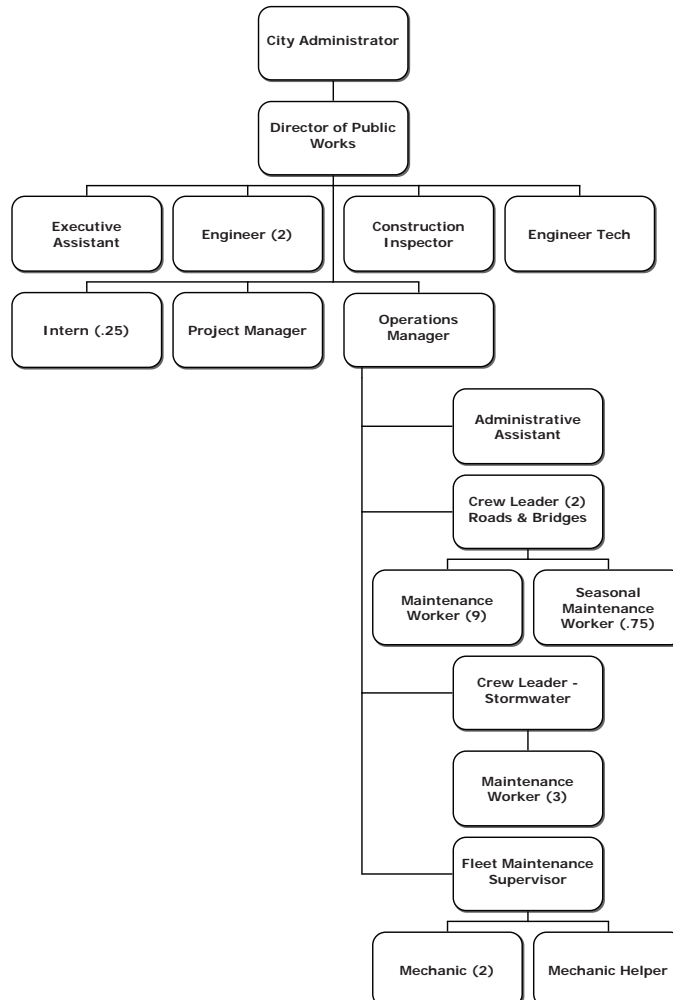 City Administrator
Director of Public
Works
Executive
Assistant
Engineer (2)
Construction
Inspector
Engineer Tech
Intern (.25)
Project Manager
Operations
Manager
Administrative
Assistant
Crew Leader (2)
Roads & Bridges
Maintenance
Worker (9)
Seasonal
Maintenance
Worker (.75)
Crew Leader -
Stormwater
Maintenance
Worker (3)
Fleet Maintenance
Supervisor
Mechanic (2)
Mechanic Helper